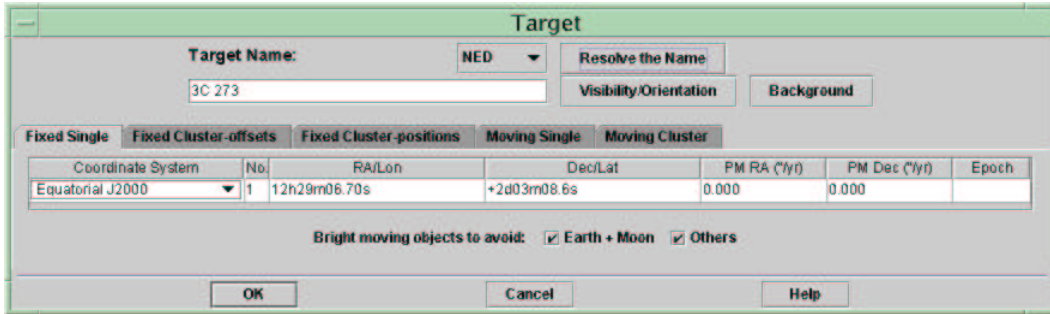 Target
Target Name: NED Resolve the Name
3C 273 Visibility/Orientation Background
Fixed Single Fixed Cluster-offsets Fixed Cluster-positions Moving Single Moving Cluster
Coordinate System No. RA/Lon Dec/Lat PM RA ("/yr) PM Dec ("/yr) Epoch
Equatorial J2000 1 12h29m06.70s +2d03m08.6s 0.000 0.000
Bright moving objects to avoid: Earth + Moon Others
OK Cancel Help